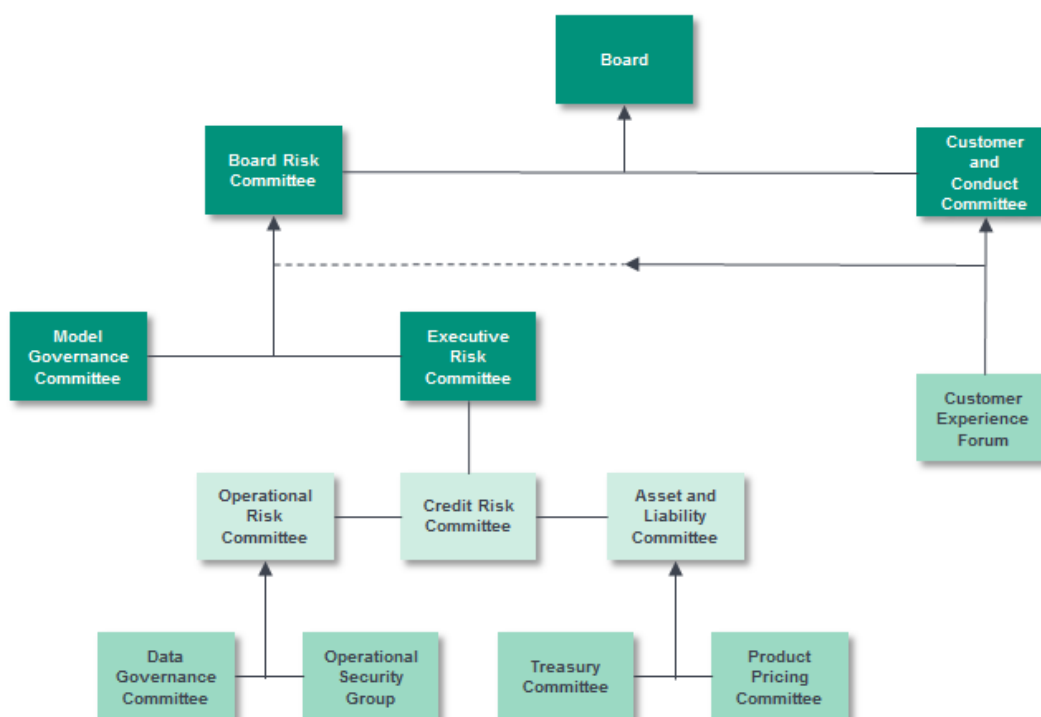 Board
Board Risk
Committee
Customer
and
Conduct
Committee
Model
Governance
Committee
Executive
Risk
Committee
Customer
Experience
Forum
Operational
Risk
Committee
Credit Risk
Committee
Asset and
Liability
Committee
Data
Governance
Committee
Operational
Security
Group
Treasury
Committee
Product
Pricing
Committee